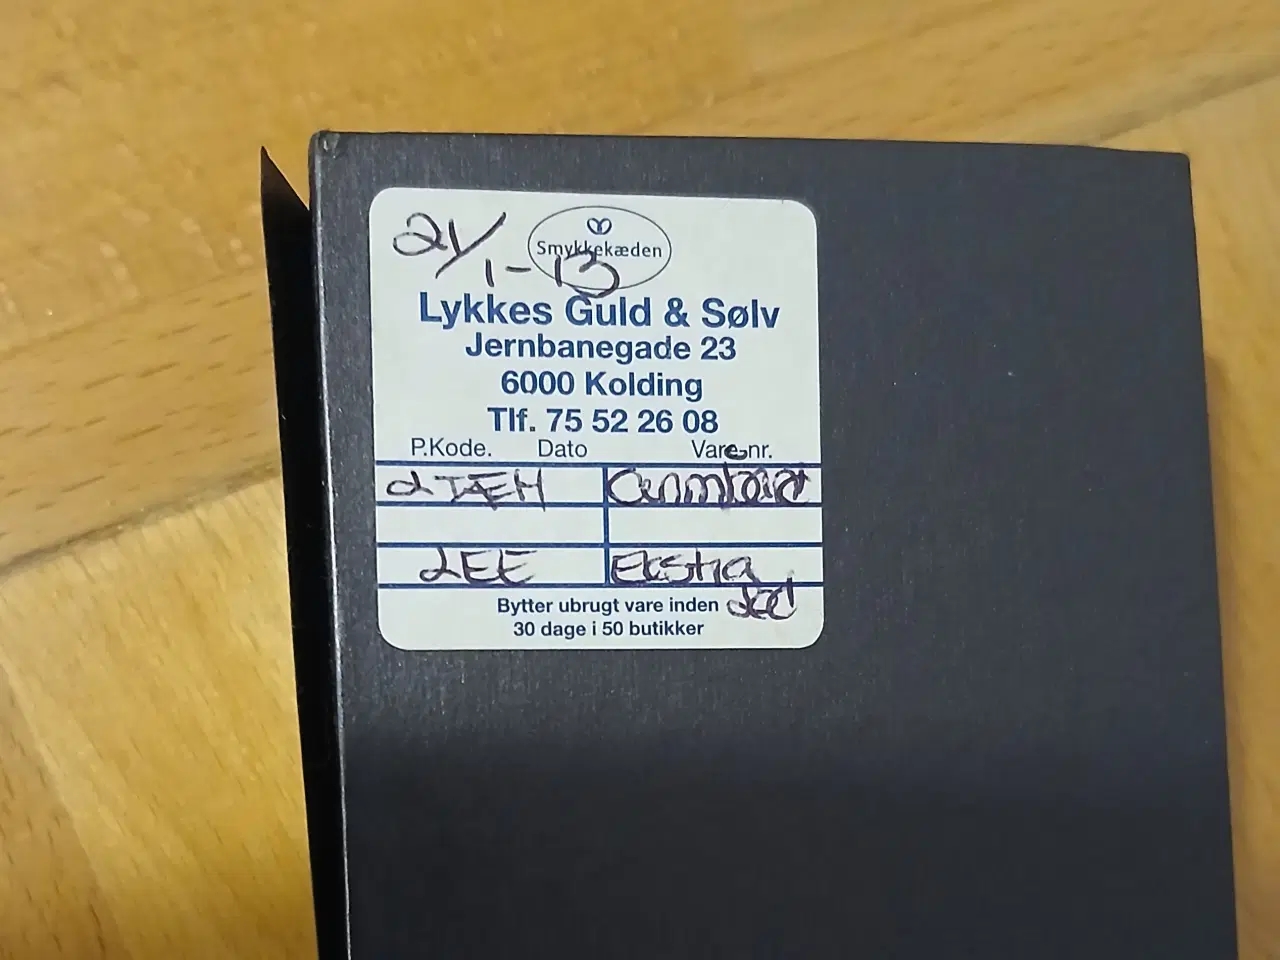 21/1-13
Smykkekæden
Lykkes Guld & Sølv
Jernbanegade 23
6000 Kolding
Tlf. 75 52 26 08
P.Kode. Dato Vare nr.
LEE Ekstra
Bytter ubrugt vare inden
30 dage i 50 butikker